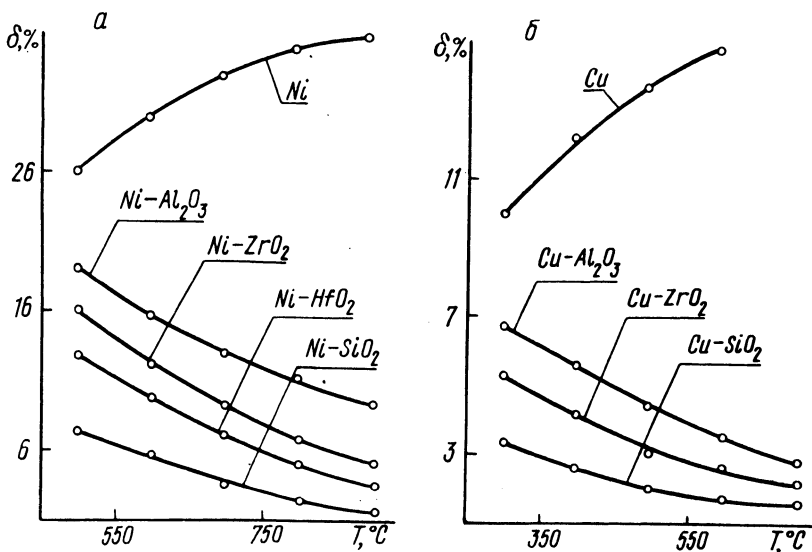 а
δ,%
Ni
26
Ni-Al₂O₃
Ni-ZrO₂
16
Ni-HfO₂
Ni-SiO₂
6
550
750
T,°C
б
δ,%
Cu
11
Cu-Al₂O₃
7
Cu-ZrO₂
Cu-SiO₂
3
350
550
T,°C